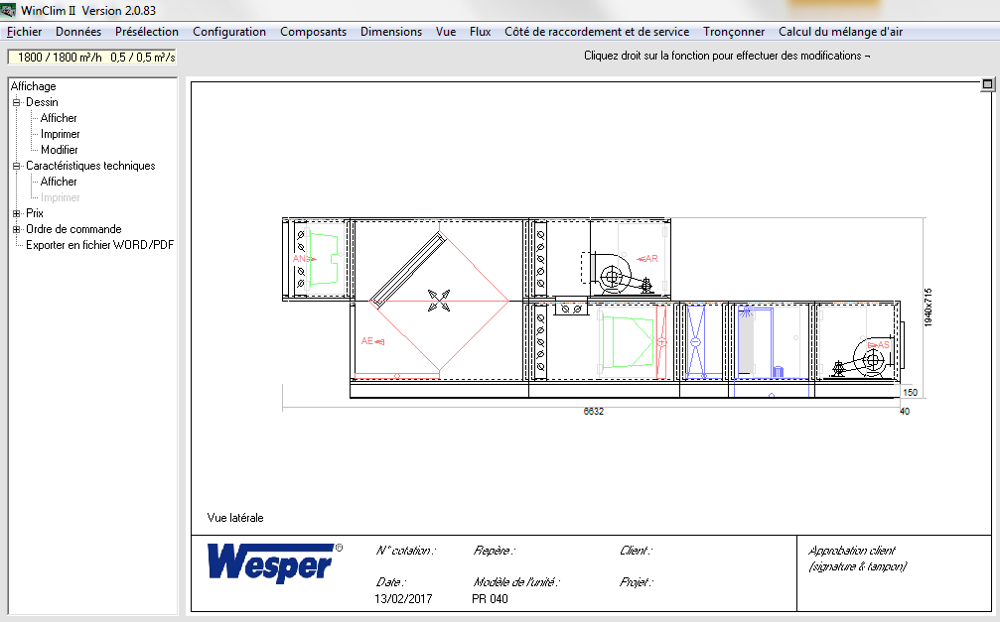 WinClim II Version 2.0.83
Fichier Données Présélection Configuration Composants Dimensions Vue Flux Côté de raccordement et de service Tronçonner Calcul du mélange d'air
1800 / 1800 m³/h 0,5 / 0,5 m³/s
Cliquez droit sur la fonction pour effectuer des modifications ¬
Affichage
Dessin
Afficher
Imprimer
Modifier
Caractéristiques techniques
Afficher
Imprimer
Prix
Ordre de commande
Exporter en fichier WORD/PDF
AN
AR
AE
AS
1940x715
150
6632
40
Vue latérale
Wesper®
N° cotation :
Repère :
Client :
Approbation client
(signature & tampon)
Date :
Modèle de l'unité :
Projet :
13/02/2017
PR 040